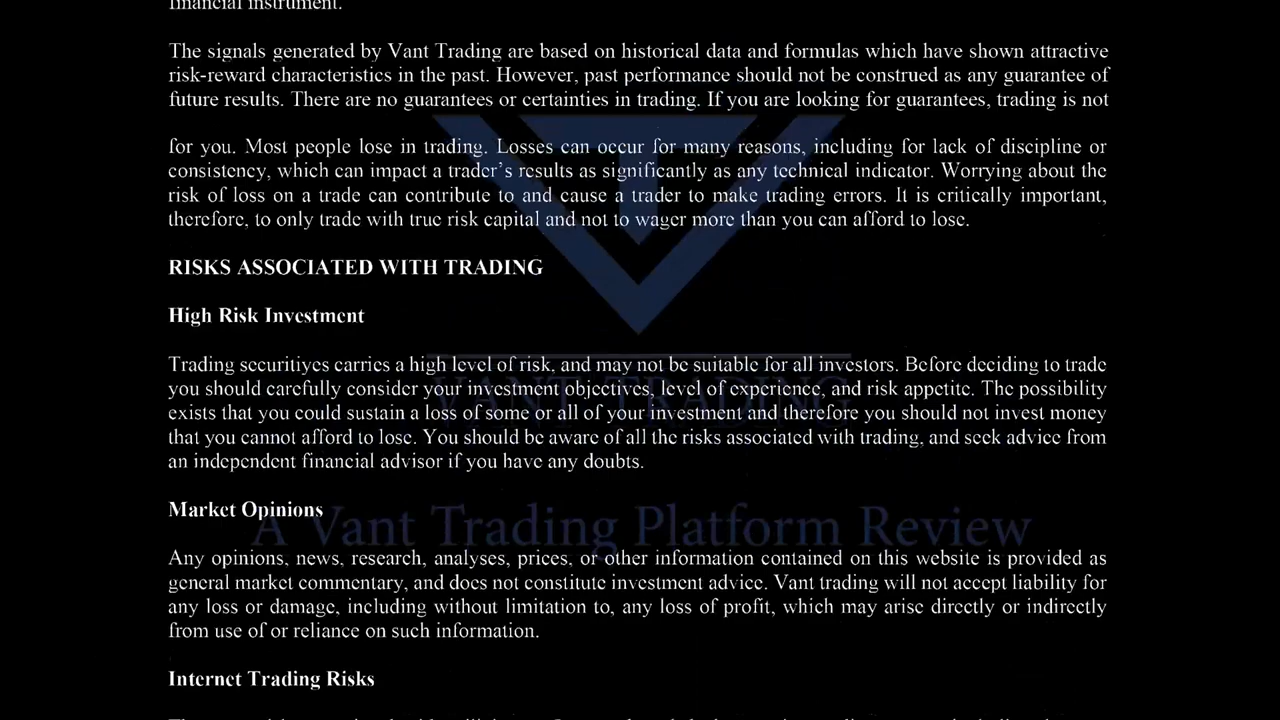 financial instrument.
The signals generated by Vant Trading are based on historical data and formulas which have shown attractive
risk-reward characteristics in the past. However, past performance should not be construed as any guarantee of
future results. There are no guarantees or certainties in trading. If you are looking for guarantees, trading is not
for you. Most people lose in trading. Losses can occur for many reasons, including for lack of discipline or
consistency, which can impact a trader's results as significantly as any technical indicator. Worrying about the
risk of loss on a trade can contribute to and cause a trader to make trading errors. It is critically important,
therefore, to only trade with true risk capital and not to wager more than you can afford to lose.
RISKS ASSOCIATED WITH TRADING
High Risk Investment
Trading securitiyes carries a high level of risk, and may not be suitable for all investors. Before deciding to trade
you should carefully consider your investment objectives, level of experience, and risk appetite. The possibility
VANT TRADING
exists that you could sustain a loss of some or all of your investment and therefore you should not invest money
that you cannot afford to lose. You should be aware of all the risks associated with trading, and seek advice from
an independent financial advisor if you have any doubts.
Market Opinions
A Vant Trading Platform Review
Any opinions, news, research, analyses, prices, or other information contained on this website is provided as
general market commentary, and does not constitute investment advice. Vant trading will not accept liability for
any loss or damage, including without limitation to, any loss of profit, which may arise directly or indirectly
from use of or reliance on such information.
Internet Trading Risks